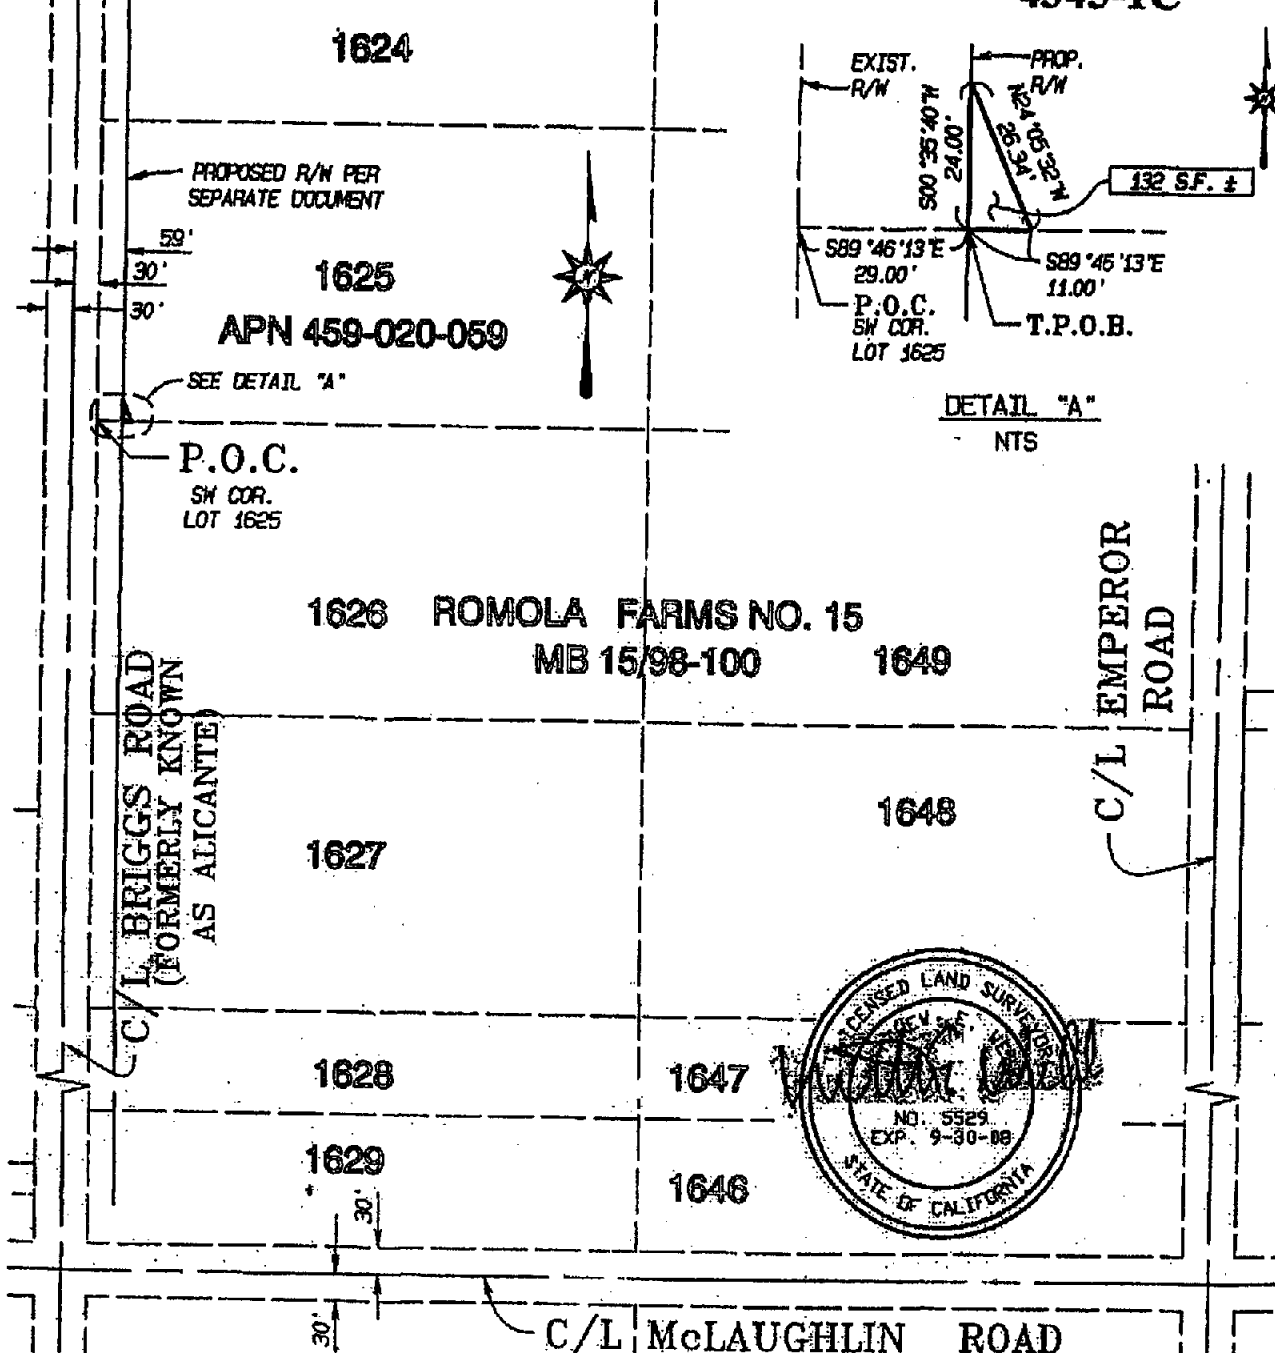 1624
EXIST.
R/W
PROP.
R/W
S00°35'40"W
24.00'
N24°05'32"W
26.34'
132 S.F. ±
S89°46'13"E
29.00'
S89°46'13"E
11.00'
P.O.C.
SW COR.
LOT 1625
T.P.O.B.
DETAIL "A"
NTS
PROPOSED R/W PER
SEPARATE DOCUMENT
59'
30'
30'
1625
APN 459-020-059
N
SEE DETAIL "A"
P.O.C.
SW COR.
LOT 1625
1626 ROMOLA FARMS NO. 15
MB 15/98-100
1649
C/L EMPEROR
ROAD
C/L BRIGGS ROAD
(FORMERLY KNOWN
AS ALICANTE)
1627
1648
1628
1647
LICENSED LAND SURVEYOR
NO. 5529
EXP. 9-30-08
STATE OF CALIFORNIA
1629
1646
30'
30'
C/L McLAUGHLIN ROAD